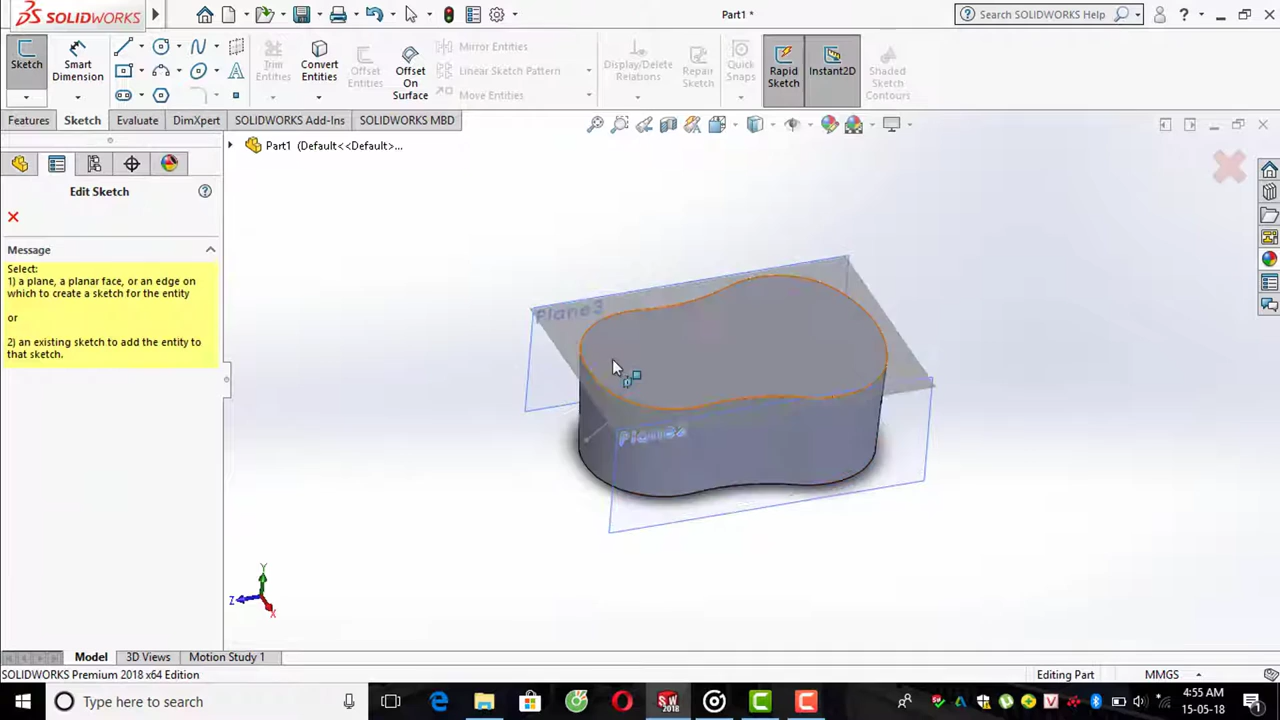 SOLIDWORKS
Part1 *
Search SOLIDWORKS Help
?
Sketch
Smart Dimension
Trim Entities
Convert Entities
Offset Entities
Offset On Surface
Mirror Entities
Linear Sketch Pattern
Move Entities
Display/Delete Relations
Repair Sketch
Quick Snaps
Rapid Sketch
Instant2D
Shaded Sketch Contours
Features
Sketch
Evaluate
DimXpert
SOLIDWORKS Add-Ins
SOLIDWORKS MBD
Part1 (Default<<Default>...
Edit Sketch
Message
Select:
1) a plane, a planar face, or an edge on
which to create a sketch for the entity
or
2) an existing sketch to add the entity to
that sketch.
Plane3
Y
Z
X
Model
3D Views
Motion Study 1
SOLIDWORKS Premium 2018 x64 Edition
Editing Part
MMGS
Type here to search
4:55 AM
15-05-18